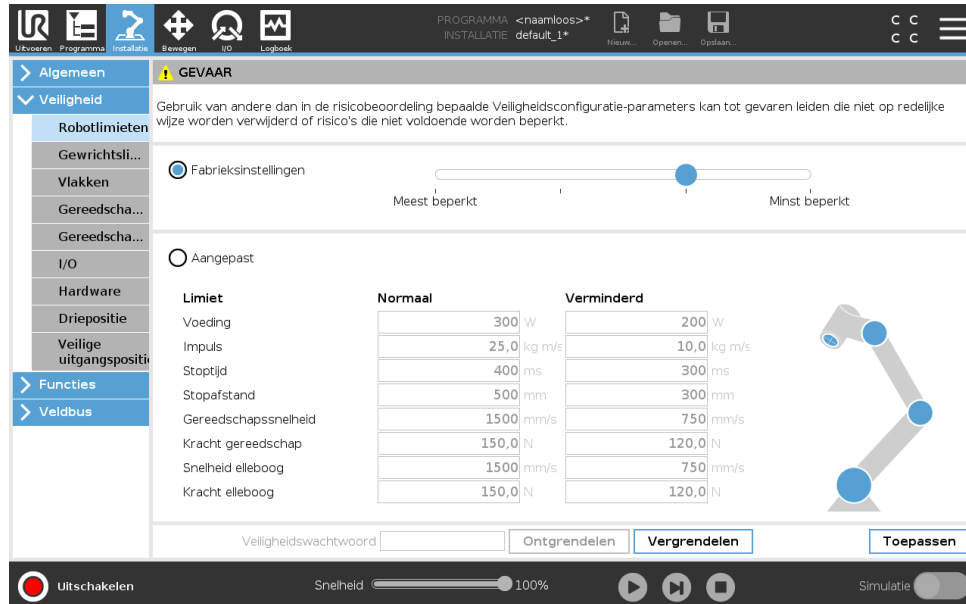 UR
PROGRAMMA <naamloos>*
INSTALLATIE default_1*
Uitvoeren Programma Installatie Bewegen I/O Logboek
Nieuw... Openen... Opslaan...
C C
C C
Algemeen
Veiligheid
Robotlimieten
Gewrichtsli...
Vlakken
Gereedscha...
Gereedscha...
I/O
Hardware
Driepositie
Veilige
uitgangspositi
Functies
Veldbus
GEVAAR
Gebruik van andere dan in de risicobeoordeling bepaalde Veiligheidsconfiguratie-parameters kan tot gevaren leiden die niet op redelijke
wijze worden verwijderd of risico's die niet voldoende worden beperkt.
Fabrieksinstellingen
Meest beperkt Minst beperkt
Aangepast
Limiet Normaal Verminderd
Voeding 300 W 200 W
Impuls 25,0 kg m/s 10,0 kg m/s
Stoptijd 400 ms 300 ms
Stopafstand 500 mm 300 mm
Gereedschapssnelheid 1500 mm/s 750 mm/s
Kracht gereedschap 150,0 N 120,0 N
Snelheid elleboog 1500 mm/s 750 mm/s
Kracht elleboog 150,0 N 120,0 N
Veiligheidswachtwoord Ontgrendelen Vergrendelen Toepassen
Uitschakelen Snelheid 100% Simulatie